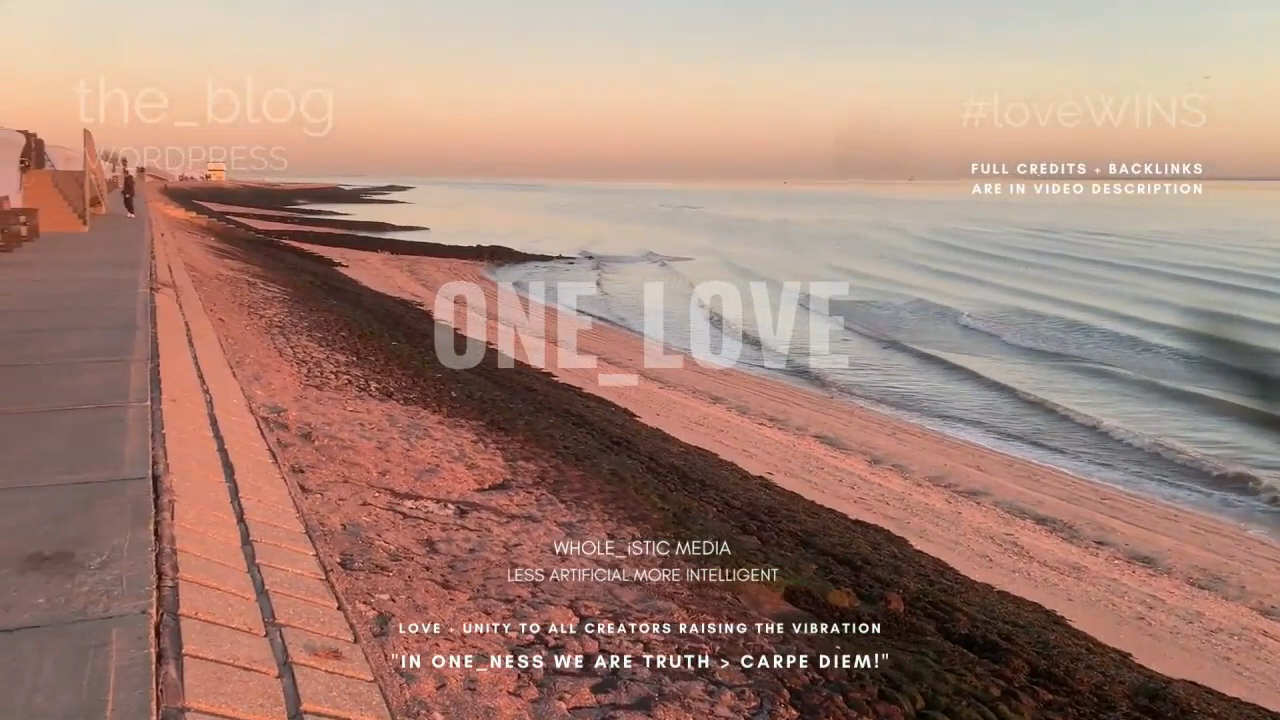 the_blog
WORDPRESS
#loveWINS
FULL CREDITS + BACKLINKS
ARE IN VIDEO DESCRIPTION
ONE_LOVE
WHOLE_iSTIC MEDIA
LESS ARTIFICIAL MORE INTELLIGENT
LOVE + UNITY TO ALL CREATORS RAISING THE VIBRATION
"IN ONE_NESS WE ARE TRUTH > CARPE DIEM!"